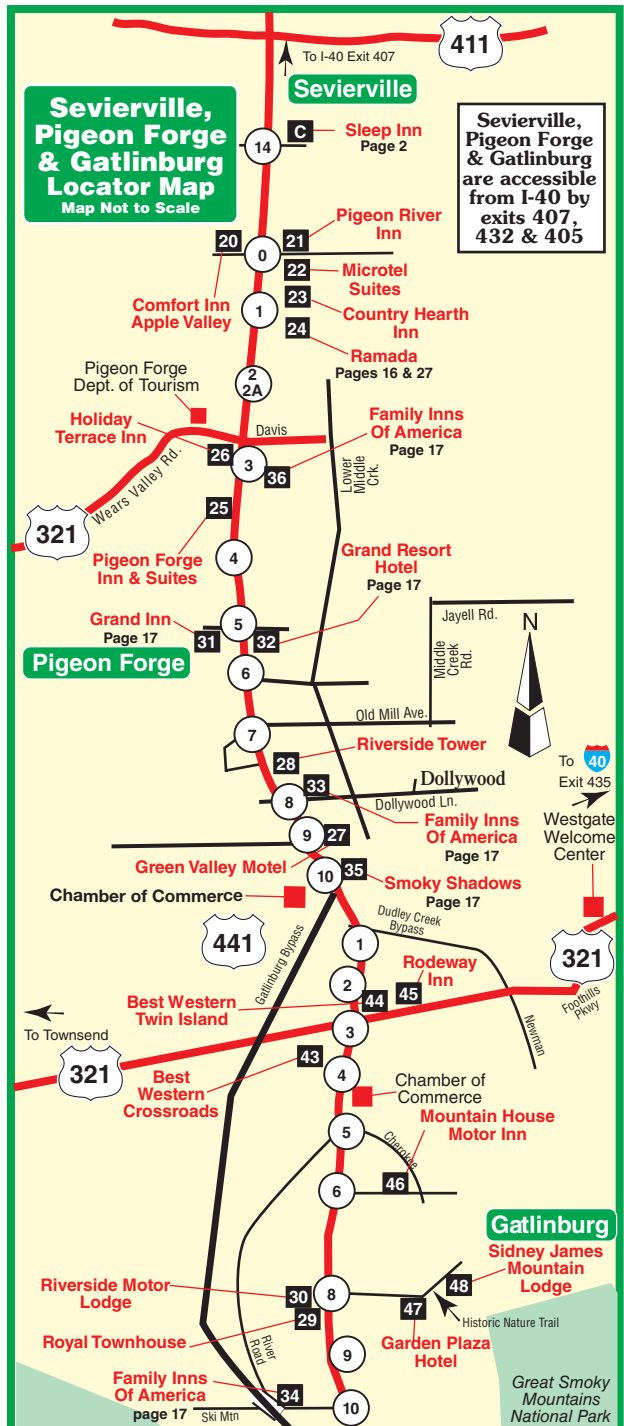 411
To I-40 Exit 407
Sevierville
Sevierville,
Pigeon Forge
& Gatlinburg
Locator Map
Map Not to Scale
Sevierville,
Pigeon Forge
& Gatlinburg
are accessible
from I-40 by
exits 407,
432 & 405
C
Sleep Inn
Page 2
14
20
21
Pigeon River
Inn
0
22
Microtel
Suites
Comfort Inn
Apple Valley
23
Country Hearth
Inn
1
24
Ramada
Pages 16 & 27
Pigeon Forge
Dept. of Tourism
2
2A
Holiday
Terrace Inn
Davis
Family Inns
Of America
Page 17
26
3
36
Lower
Middle
Crk.
Wears Valley Rd.
321
25
Pigeon Forge
Inn & Suites
4
Grand Resort
Hotel
Page 17
Grand Inn
Page 17
31
5
32
Jayell Rd.
N
Pigeon Forge
6
Middle
Creek
Rd.
Old Mill Ave.
7
Riverside Tower
28
To
40
Exit 435
Dollywood
33
8
Dollywood Ln.
Family Inns
Of America
Page 17
Westgate
Welcome
Center
9
27
Green Valley Motel
10
35
Smoky Shadows
Page 17
Chamber of Commerce
441
Gatlinburg Bypass
Dudley Creek
Bypass
1
321
Rodeway
Inn
2
44
45
Best Western
Twin Island
Foothills
Pkwy
To Townsend
3
Newman
321
43
Best
Western
Crossroads
4
Chamber of
Commerce
Mountain House
Motor Inn
5
Cherokee
46
6
Gatlinburg
Sidney James
Mountain
Lodge
48
Riverside Motor
Lodge
30
8
47
Historic Nature Trail
29
Royal Townhouse
Garden Plaza
Hotel
River
Road
9
Family Inns
Of America
page 17
34
10
Ski Mtn
Great Smoky
Mountains
National Park